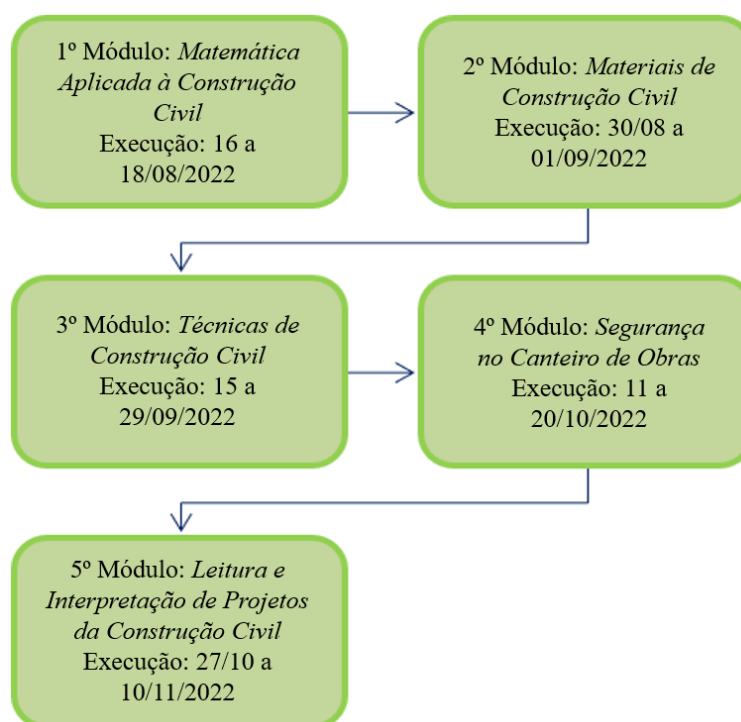 1º Módulo: Matemática
Aplicada à Construção
Civil
Execução: 16 a
18/08/2022
2º Módulo: Materiais de
Construção Civil
Execução: 30/08 a
01/09/2022
3º Módulo: Técnicas de
Construção Civil
Execução: 15 a
29/09/2022
4º Módulo: Segurança
no Canteiro de Obras
Execução: 11 a
20/10/2022
5º Módulo: Leitura e
Interpretação de Projetos
da Construção Civil
Execução: 27/10 a
10/11/2022